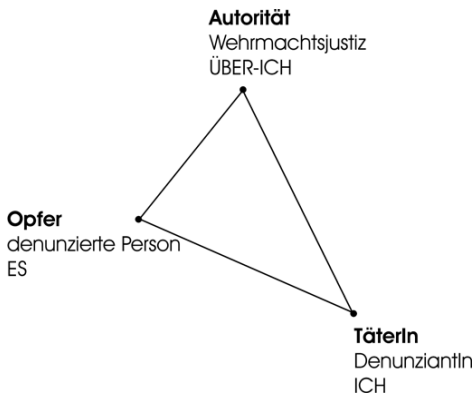 Autorität
Wehrmachtsjustiz
ÜBER-ICH
Opfer
denunzierte Person
ES
TäterIn
DenunziantIn
ICH